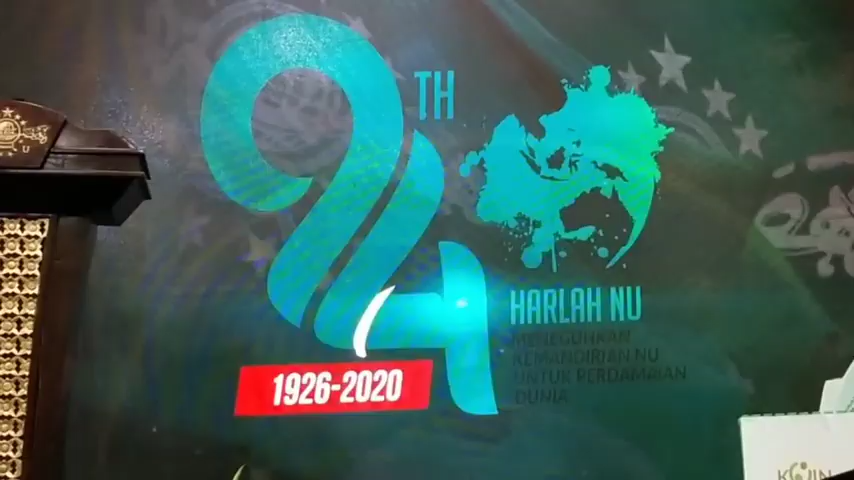 94
TH
HARLAH NU
MENEGUHKAN
KEMANDIRIAN NU
UNTUK PERDAMAIAN
DUNIA
1926-2020
U